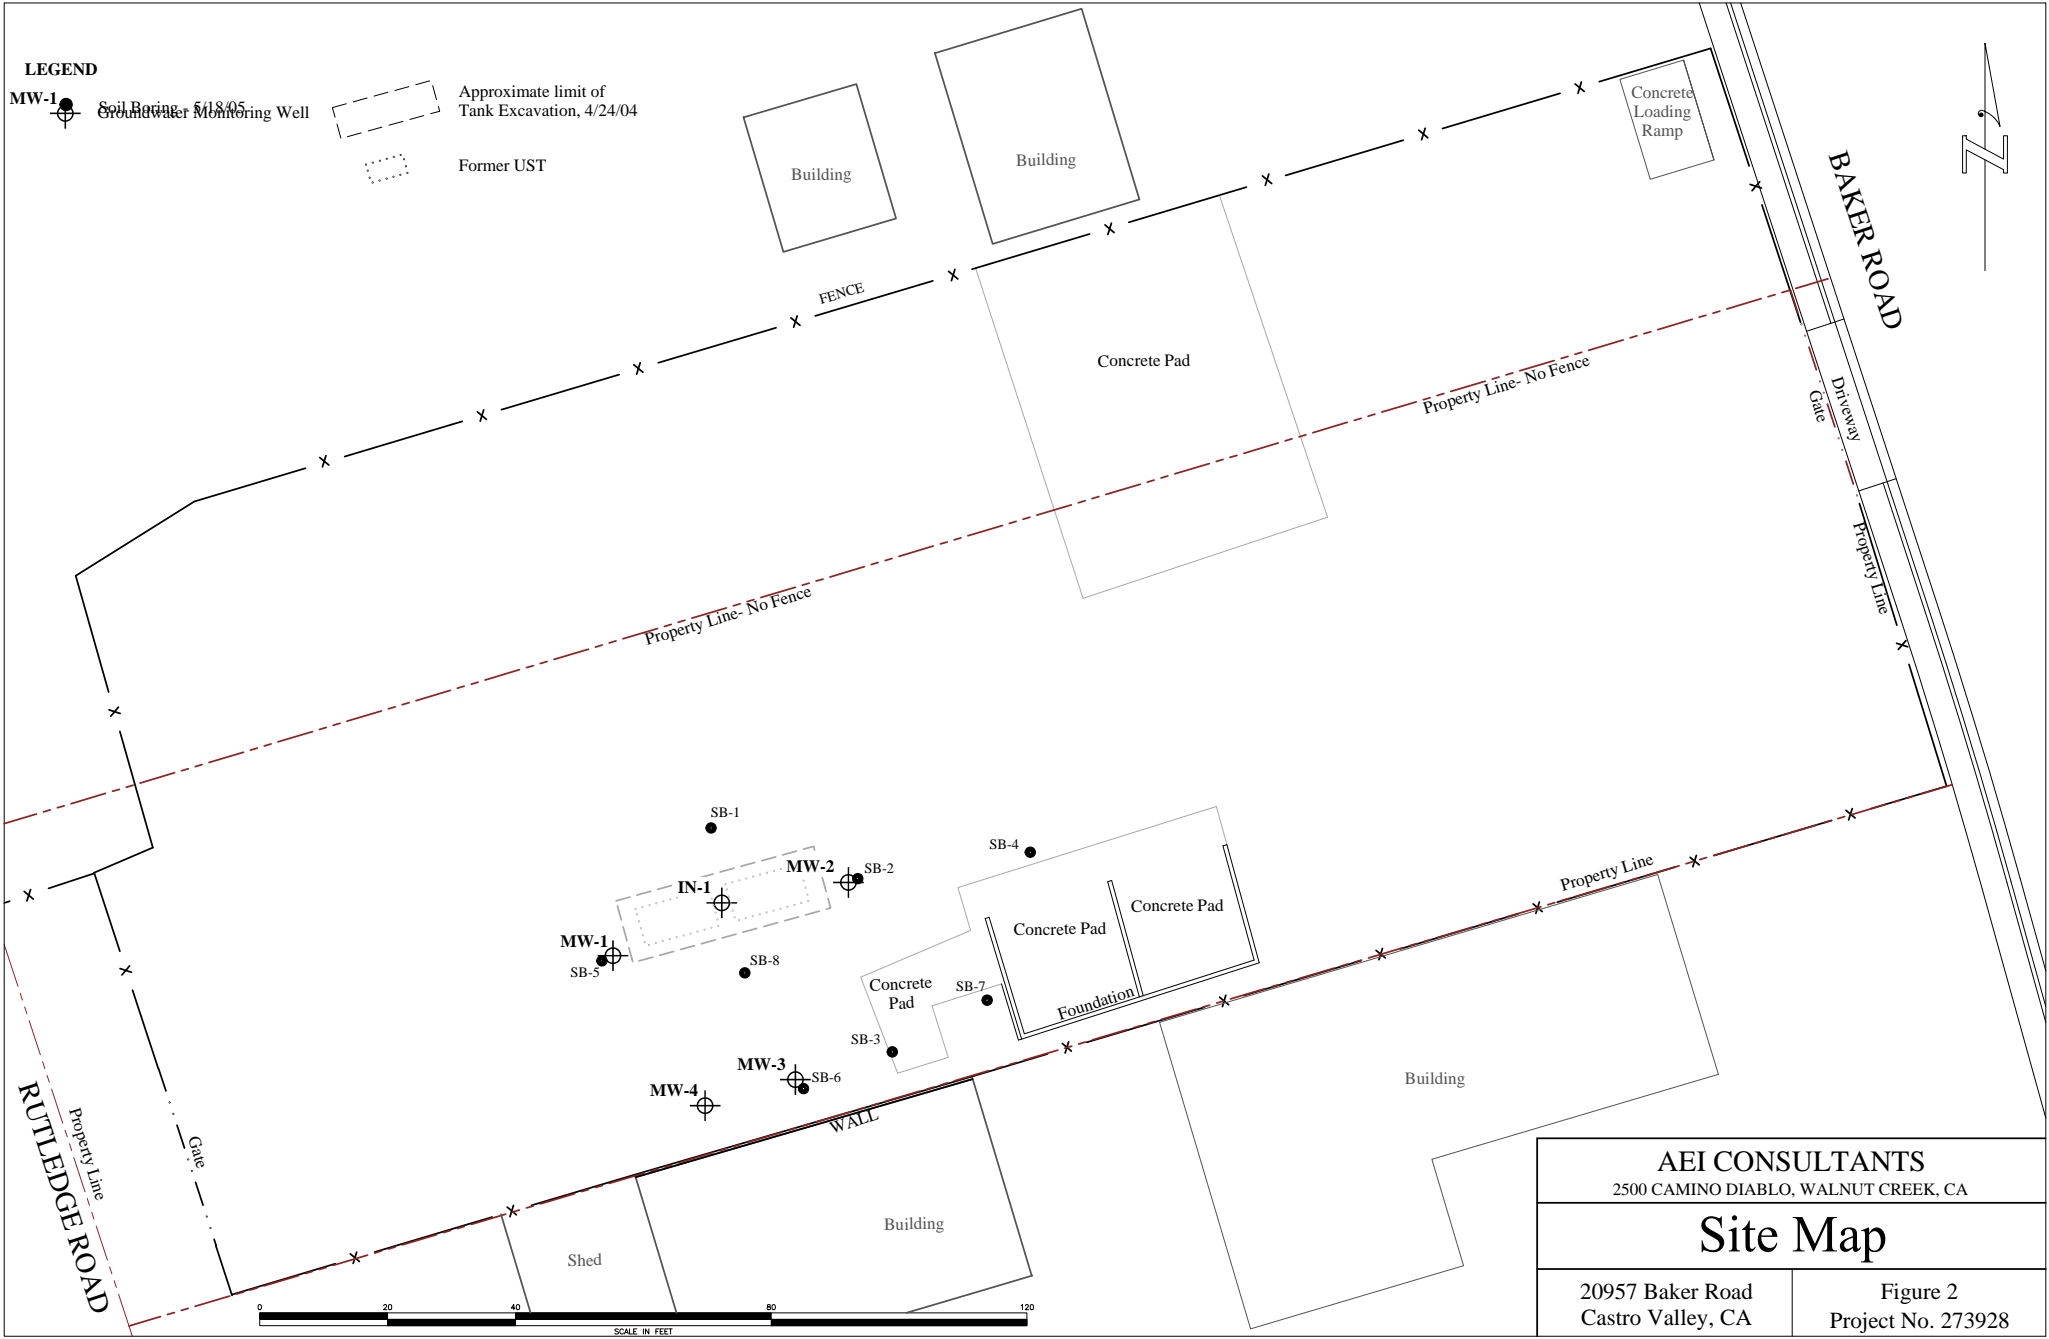 LEGEND
MW-1
Soil Boring - 5/18/05
Groundwater Monitoring Well
Approximate limit of
Tank Excavation, 4/24/04
Former UST
Building
Building
Concrete
Loading
Ramp
N
BAKER ROAD
FENCE
Concrete Pad
Property Line- No Fence
Gate
Driveway
Property Line- No Fence
Property Line
SB-1
MW-2
SB-2
SB-4
IN-1
MW-1
SB-5
SB-8
Concrete Pad
Concrete Pad
Property Line
Concrete
Pad
SB-7
Foundation
SB-3
MW-3
SB-6
MW-4
WALL
Building
RUTLEDGE ROAD
Property Line
Gate
Building
Shed
0 20 40 80 120
SCALE IN FEET
AEI CONSULTANTS
2500 CAMINO DIABLO, WALNUT CREEK, CA
Site Map
20957 Baker Road
Castro Valley, CA
Figure 2
Project No. 273928